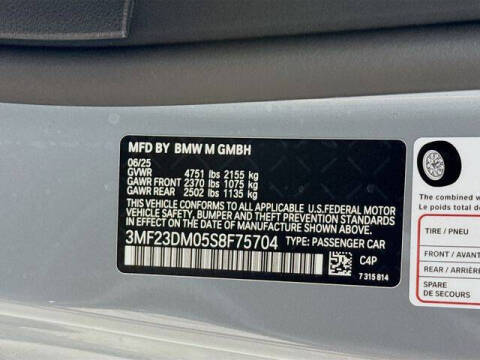 MFD BY BMW M GMBH
06/25
GVWR 4751 lbs 2155 kg
GAWR FRONT 2370 lbs 1075 kg
GAWR REAR 2502 lbs 1135 kg
THIS VEHICLE CONFORMS TO ALL APPLICABLE U.S.FEDERAL MOTOR
VEHICLE SAFETY, BUMPER AND THEFT PREVENTION STANDARDS
IN EFFECT ON THE DATE OF MANUFACTURE SHOWN ABOVE.
3MF23DM05S8F75704 TYPE: PASSENGER CAR
C4P
7 315 814
The combined w
Le poids total d
TIRE / PNEU
FRONT / AVANT
REAR / ARRIÈRE
SPARE
DE SECOURS